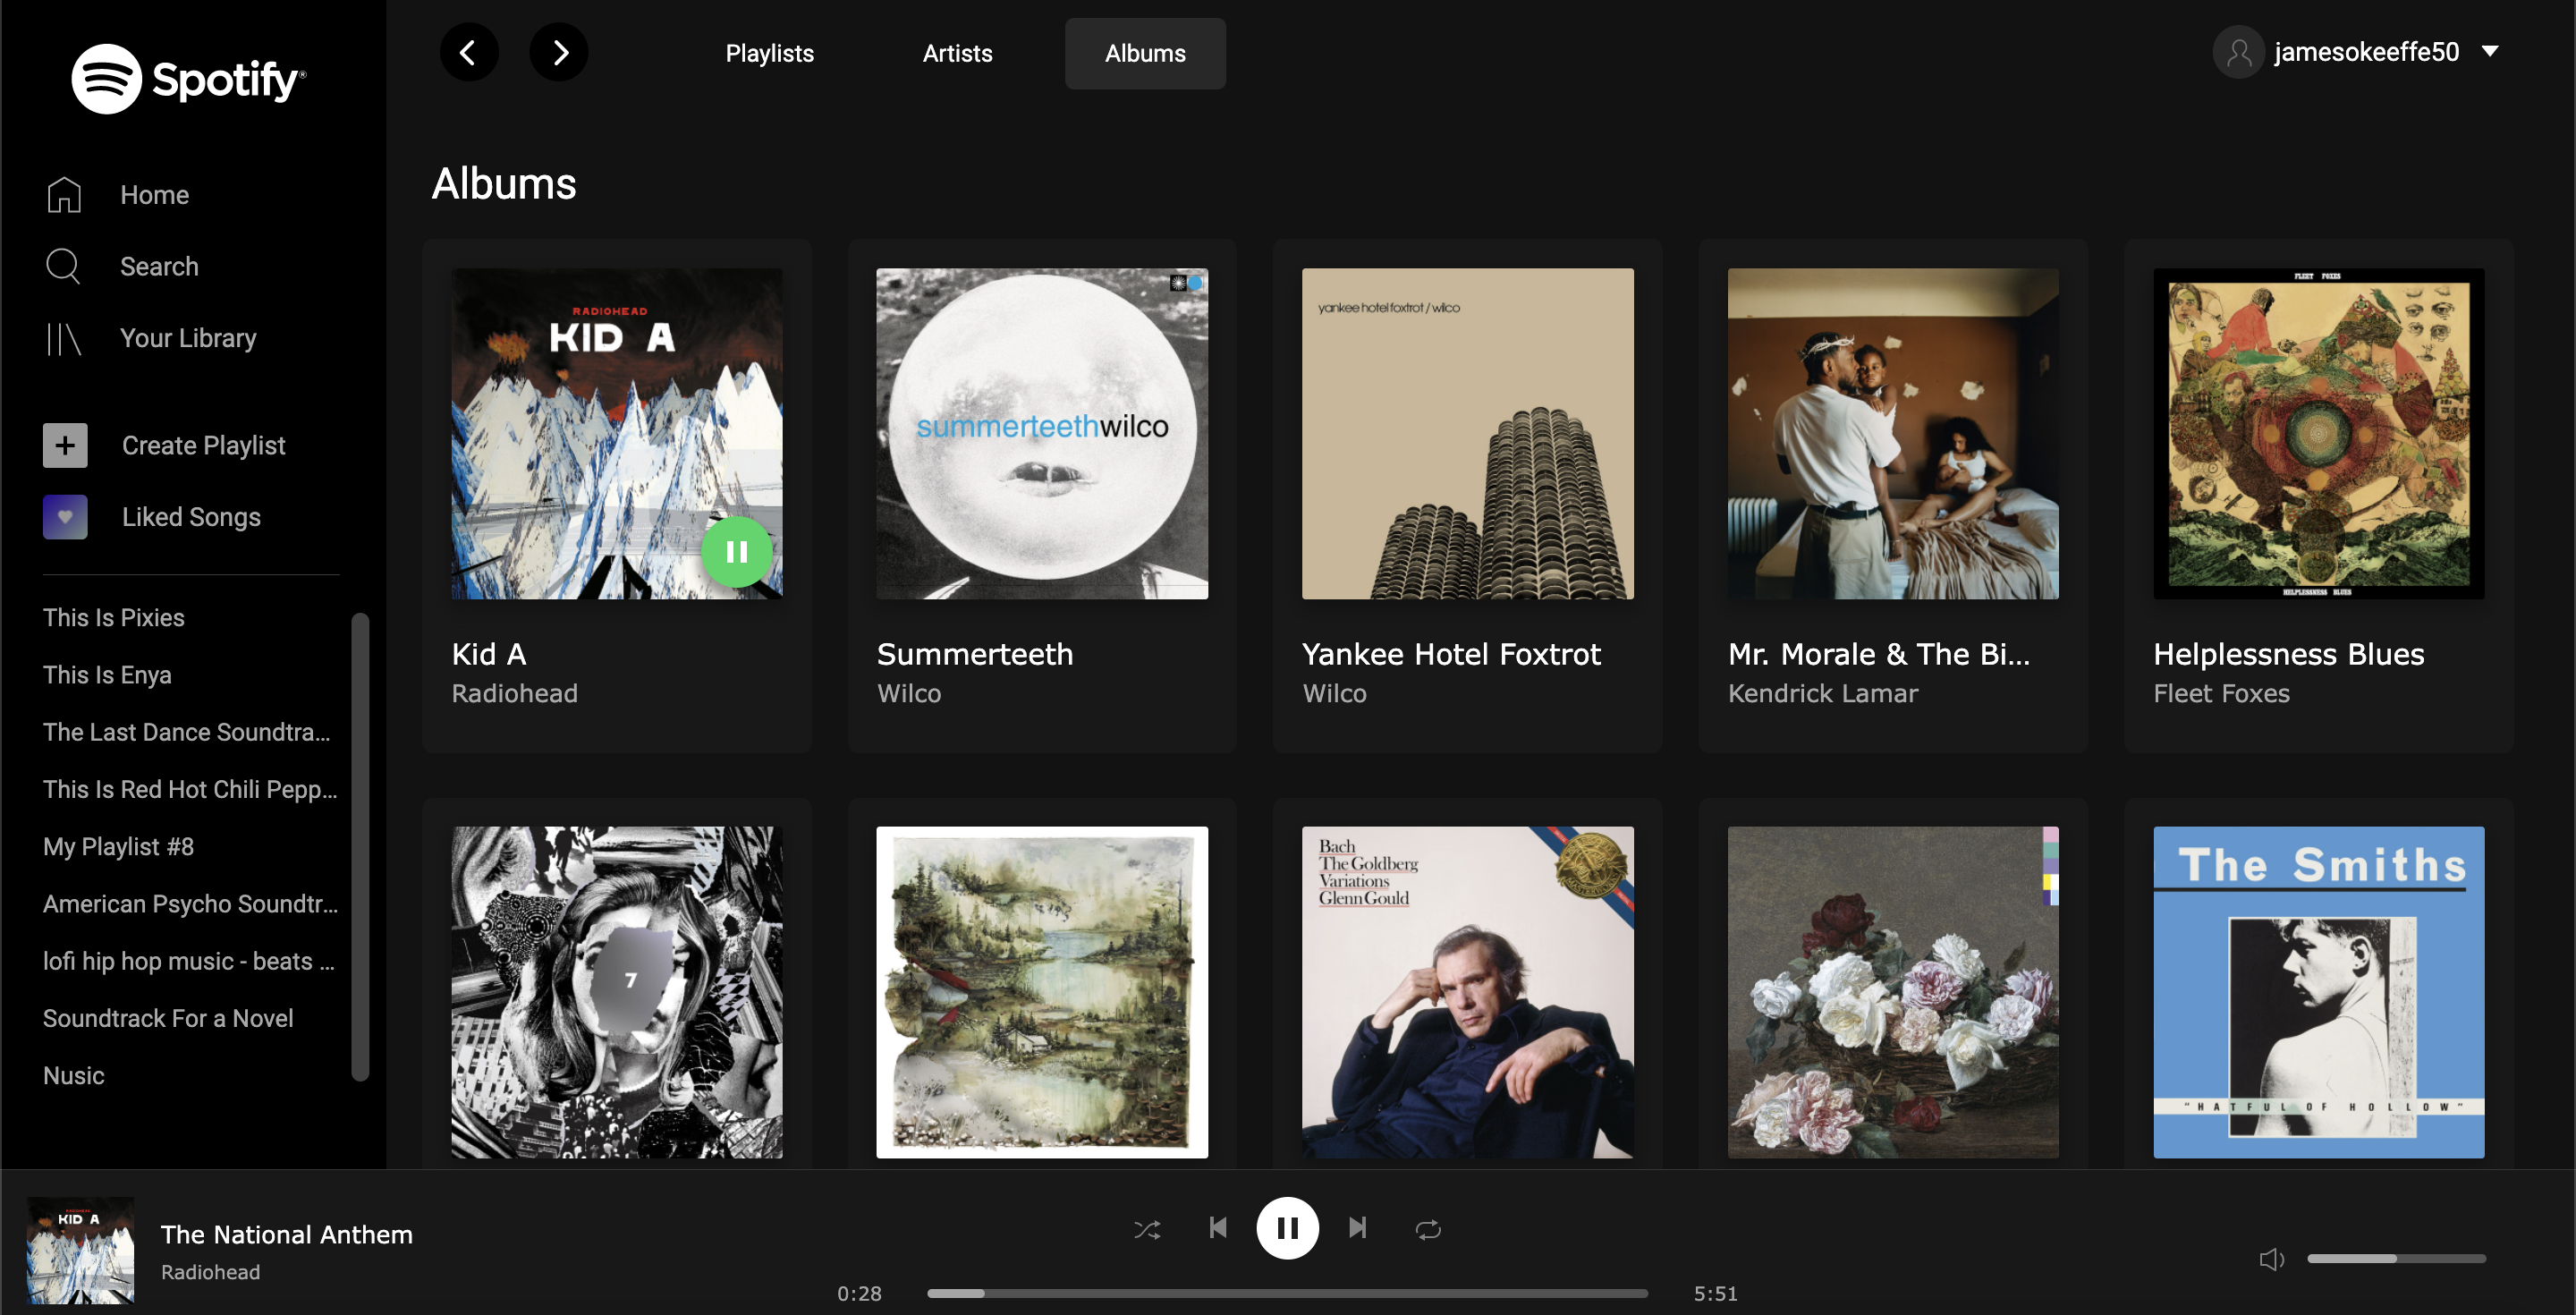 Spotify®
Home
Search
Your Library
Create Playlist
Liked Songs
This Is Pixies
This Is Enya
The Last Dance Soundtra...
This Is Red Hot Chili Pepp...
My Playlist #8
American Psycho Soundtr...
lofi hip hop music - beats ...
Soundtrack For a Novel
Nusic
Playlists
Artists
Albums
jamesokeeffe50
Albums
RADIOHEAD
KID A
summerteethwilco
yankee hotel foxtrot / wilco
FLEET FOXES
HELPLESSNESS BLUES
Kid A
Radiohead
Summerteeth
Wilco
Yankee Hotel Foxtrot
Wilco
Mr. Morale & The Bi...
Kendrick Lamar
Helplessness Blues
Fleet Foxes
7
Bach
The Goldberg
Variations
Glenn Gould
The Smiths
"HATFUL OF HOLLOW"
KID A
The National Anthem
Radiohead
0:28
5:51